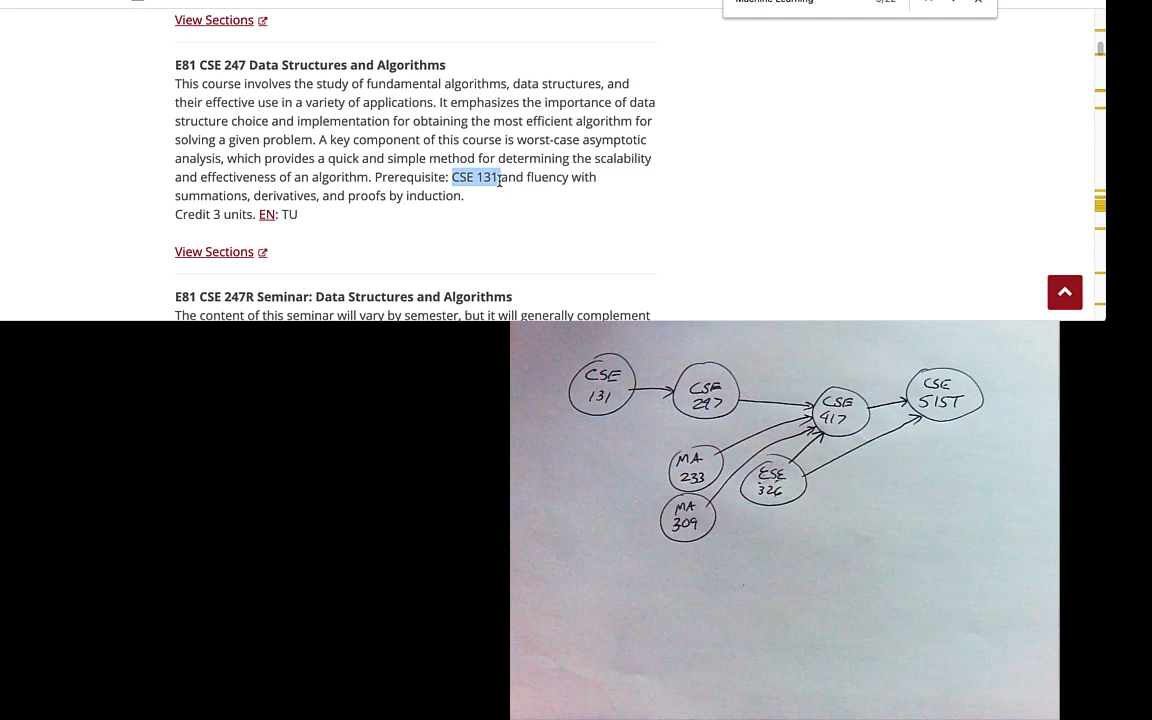 Machine Learning
View Sections
E81 CSE 247 Data Structures and Algorithms
This course involves the study of fundamental algorithms, data structures, and
their effective use in a variety of applications. It emphasizes the importance of data
structure choice and implementation for obtaining the most efficient algorithm for
solving a given problem. A key component of this course is worst-case asymptotic
analysis, which provides a quick and simple method for determining the scalability
and effectiveness of an algorithm. Prerequisite: CSE 131 and fluency with
summations, derivatives, and proofs by induction.
Credit 3 units. EN: TU
View Sections
E81 CSE 247R Seminar: Data Structures and Algorithms
The content of this seminar will vary by semester, but it will generally complement
CSE
131
CSE
247
CSE
417
CSE
515T
MA
233
ESE
326
MA
309